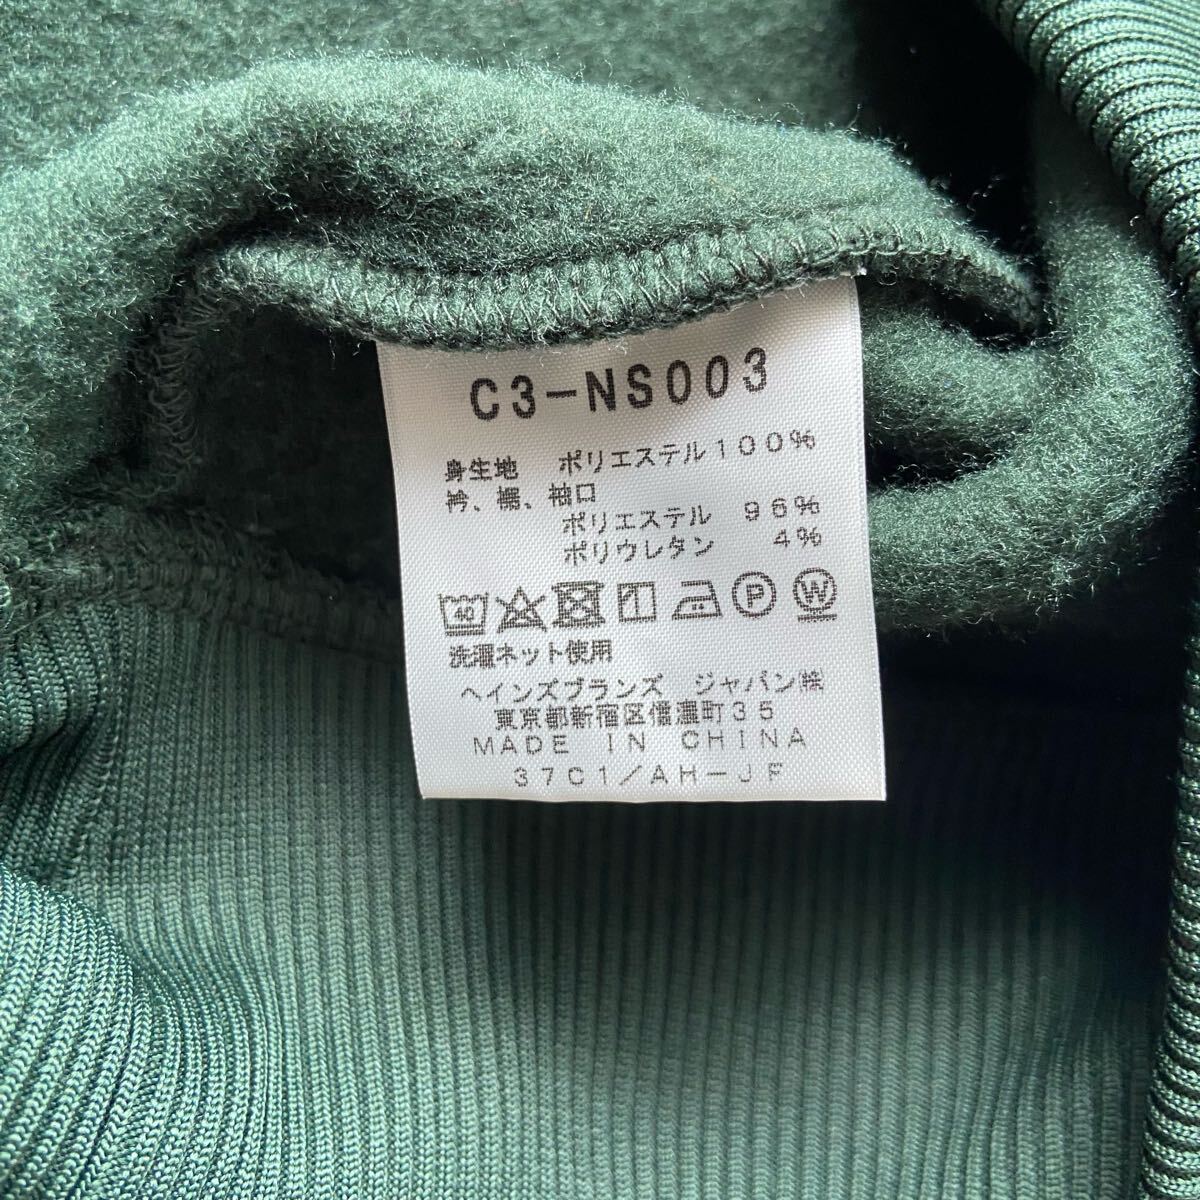 C3-NS003
身生地 ポリエステル100%
衿、裾、袖口
ポリエステル 96%
ポリウレタン 4%
40 P W
洗濯ネット使用
ヘインズブランズ ジャパン㈱
東京都新宿区信濃町35
MADE IN CHINA
37C1/AH-JF